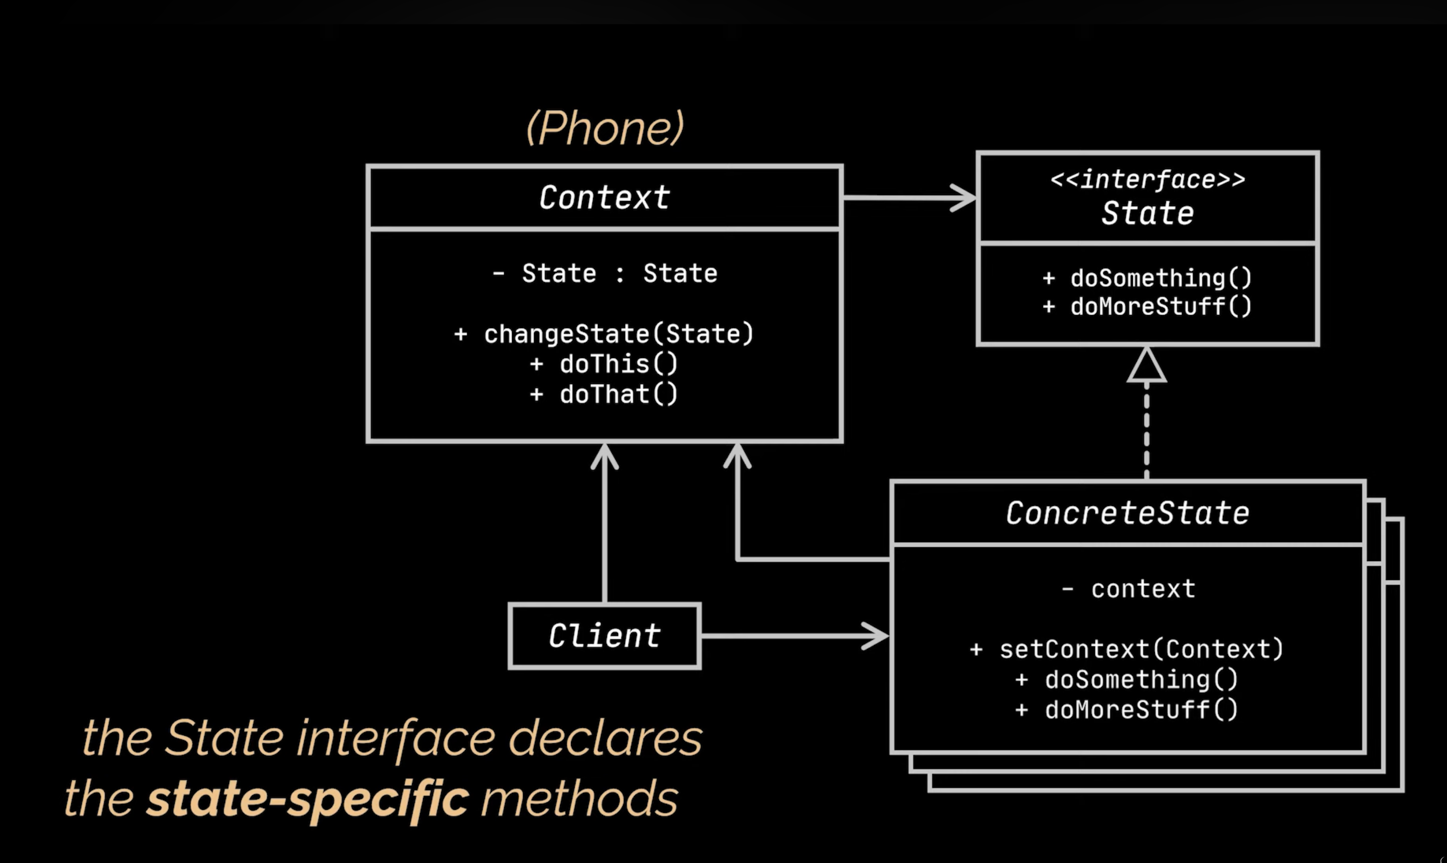 (Phone)
Context
- State : State
+ changeState(State)
+ doThis()
+ doThat()
<<interface>>
State
+ doSomething()
+ doMoreStuff()
ConcreteState
- context
+ setContext(Context)
+ doSomething()
+ doMoreStuff()
Client
the State interface declares
the state-specific methods